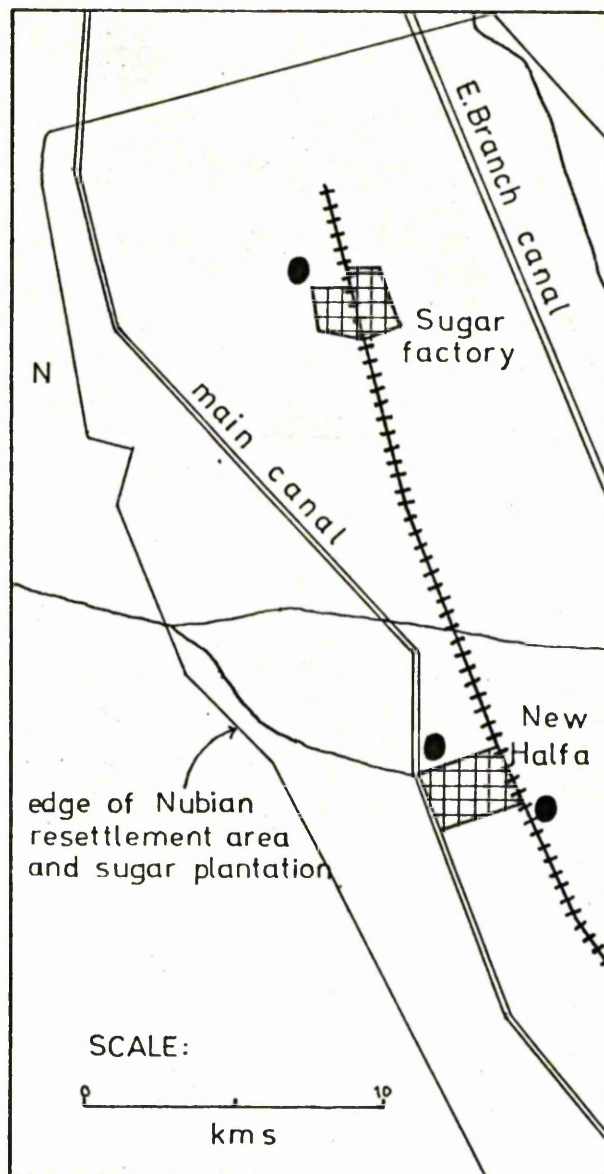 E. Branch canal
Sugar
factory
N
main canal
New
Halfa
edge of Nubian
resettlement area
and sugar plantation
SCALE:
0 10
kms